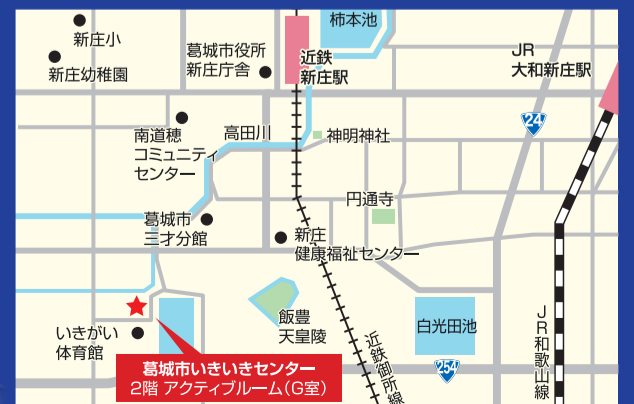 柿本池
新庄小
新庄幼稚園
葛城市役所
新庄庁舎
近鉄
新庄駅
JR
大和新庄駅
24
南道穂
コミュニティ
センター
高田川
神明神社
円通寺
葛城市
三才分館
新庄
健康福祉センター
飯豊
天皇陵
白光田池
いきがい
体育館
254
近鉄御所線
JR和歌山線
葛城市いきいきセンター
2階 アクティブルーム（G室）